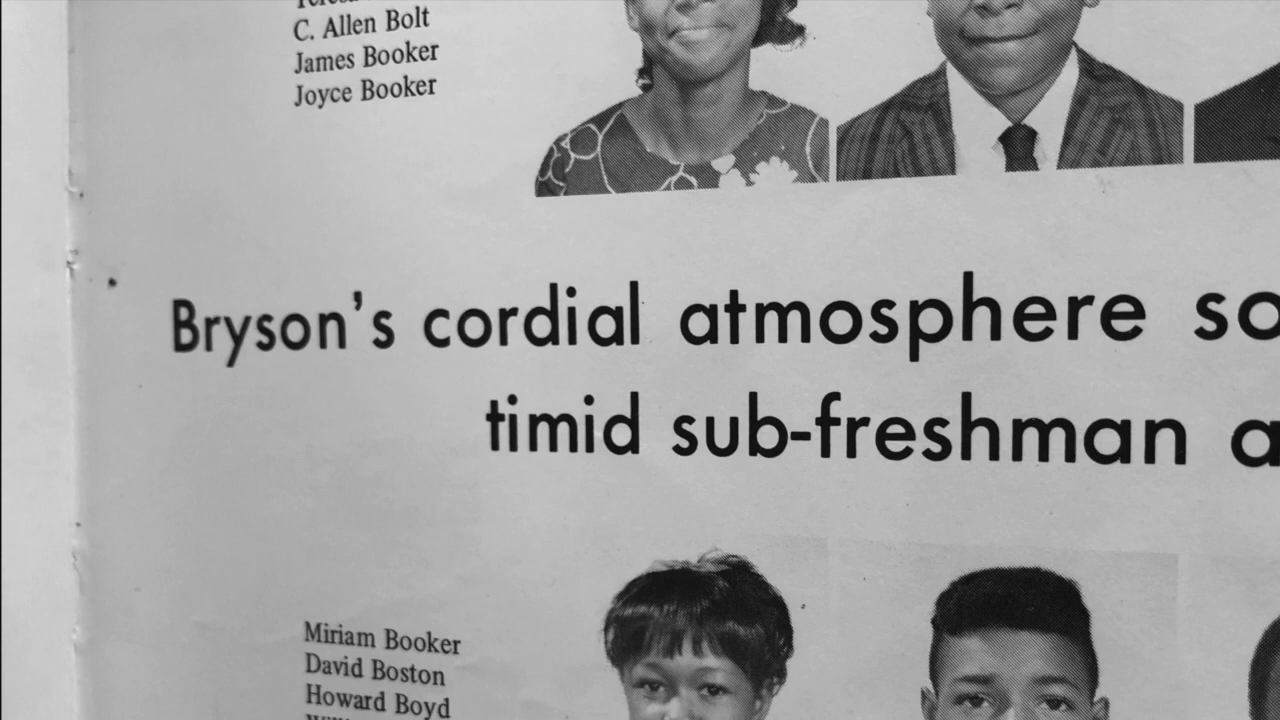 C. Allen Bolt
James Booker
Joyce Booker
Bryson's cordial atmosphere so
timid sub-freshman a
Miriam Booker
David Boston
Howard Boyd